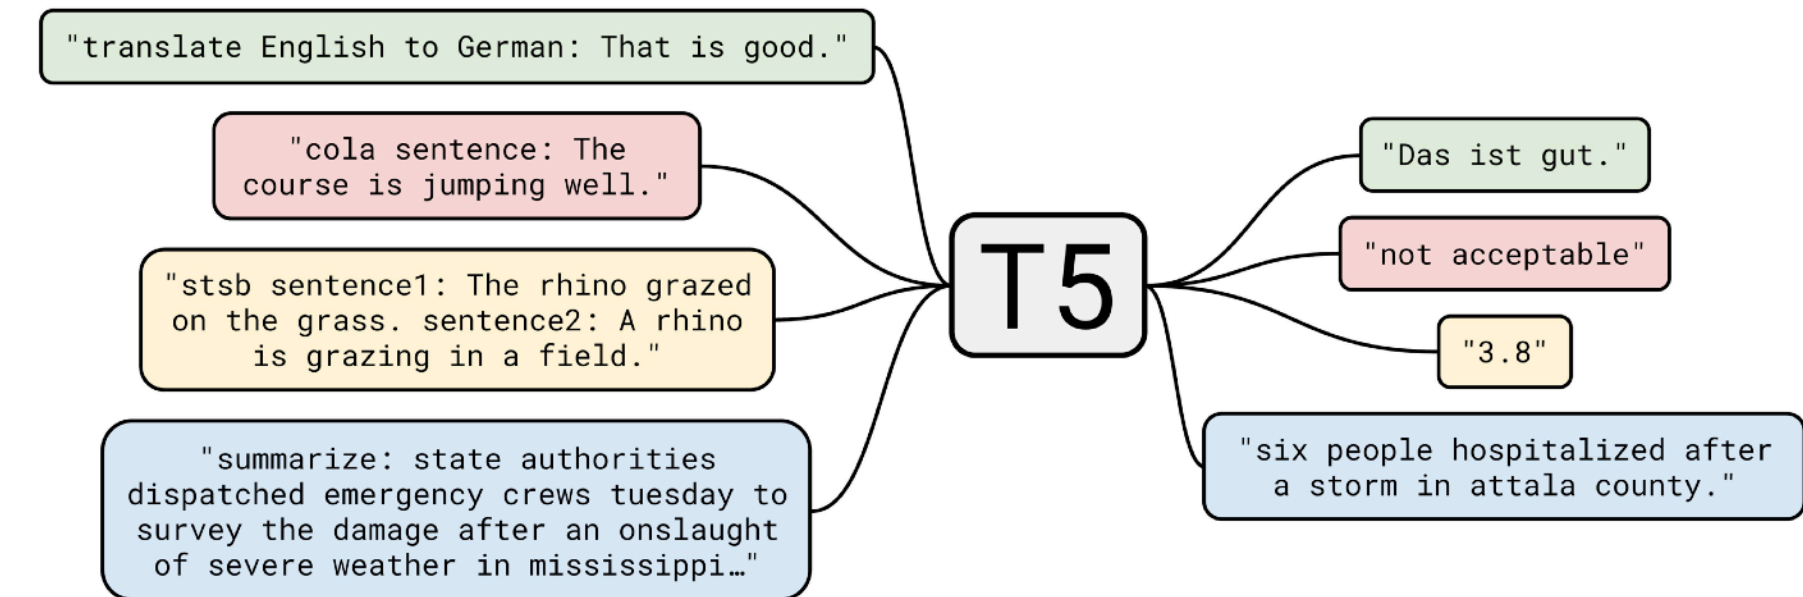 "translate English to German: That is good."
"cola sentence: The
course is jumping well."
"stsb sentence1: The rhino grazed
on the grass. sentence2: A rhino
is grazing in a field."
"summarize: state authorities
dispatched emergency crews tuesday to
survey the damage after an onslaught
of severe weather in mississippi…"
T5
"Das ist gut."
"not acceptable"
"3.8"
"six people hospitalized after
a storm in attala county."